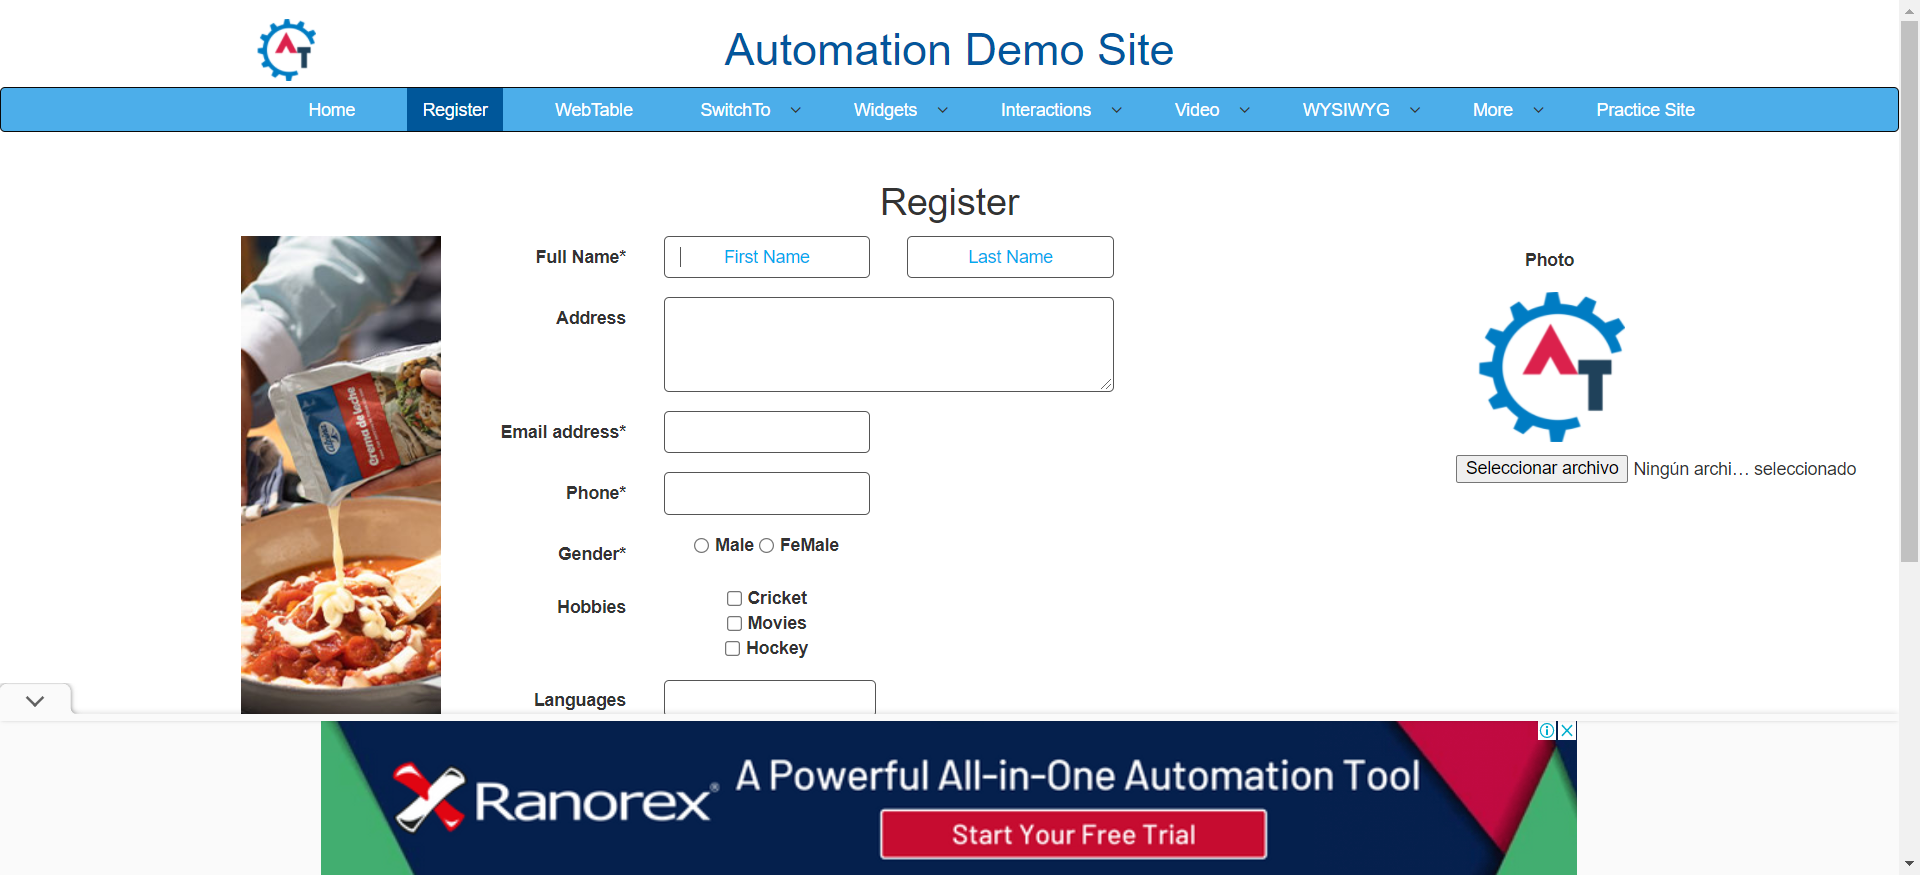 AT
Automation Demo Site
Home Register WebTable SwitchTo Widgets Interactions Video WYSIWYG More Practice Site
Register
Full Name* First Name Last Name
Photo
Address
AT
Crema de leche
Email address*
Seleccionar archivo Ningún archi... seleccionado
Phone*
Gender* Male FeMale
Hobbies
Cricket
Movies
Hockey
Languages
Ranorex® A Powerful All-in-One Automation Tool
Start Your Free Trial